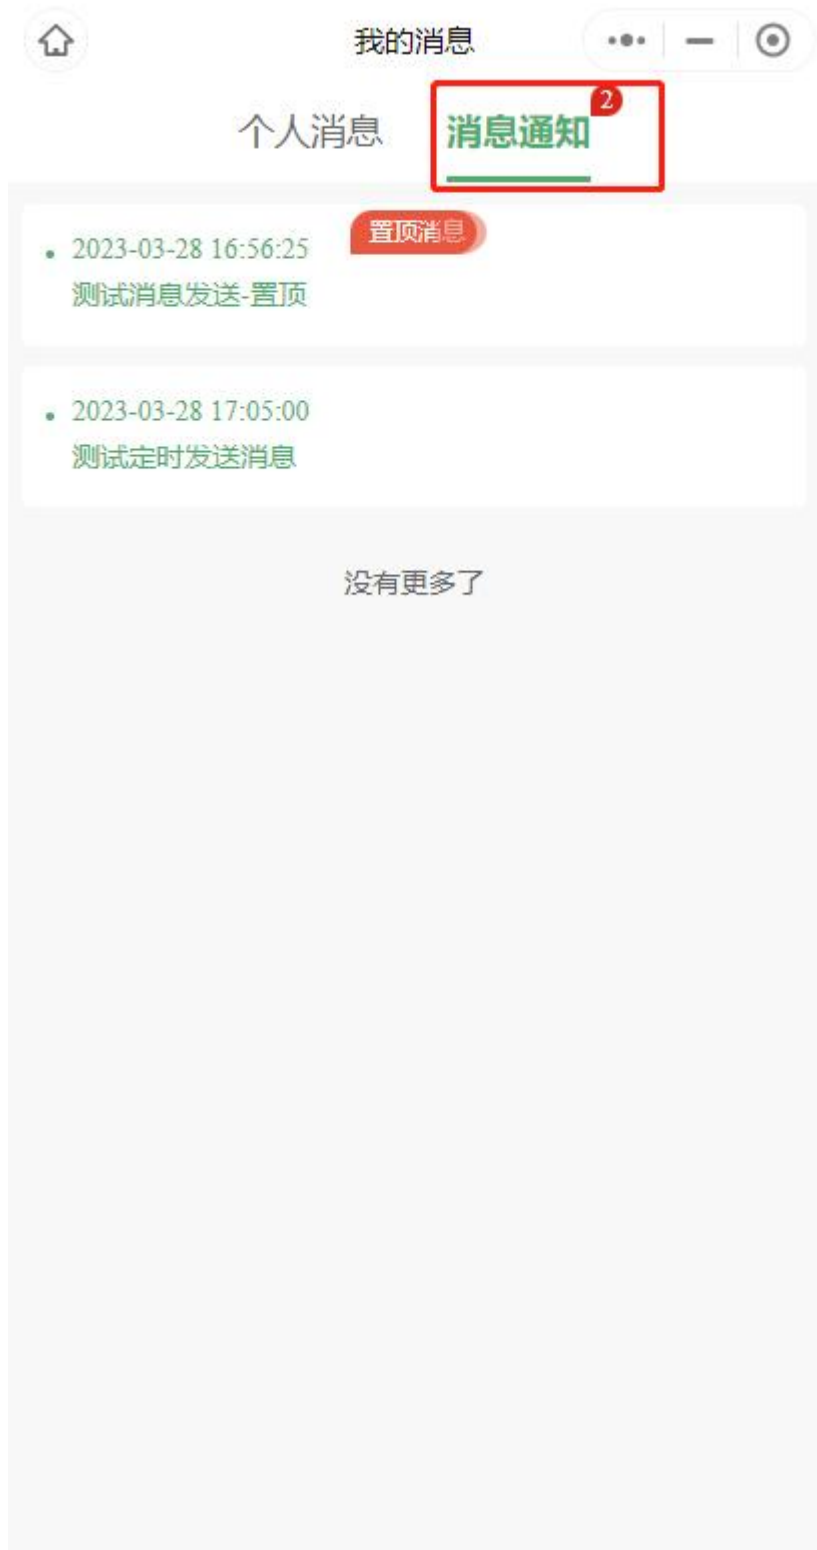 我的消息
个人消息
消息通知
2
2023-03-28 16:56:25
置顶消息
测试消息发送-置顶
2023-03-28 17:05:00
测试定时发送消息
没有更多了